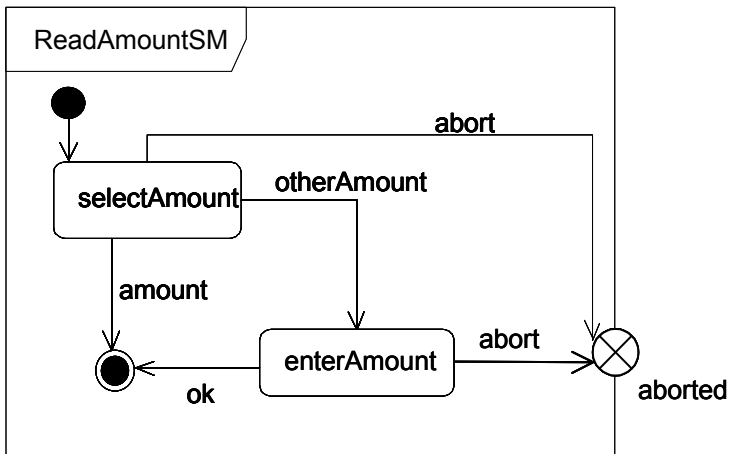 ReadAmountSM
abort
selectAmount
otherAmount
amount
enterAmount
abort
ok
aborted